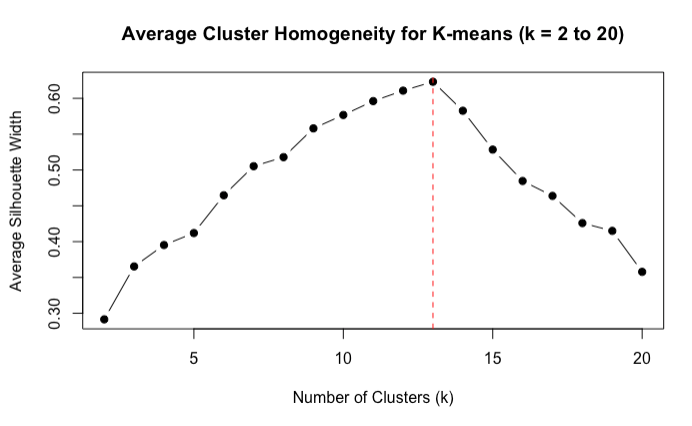 Average Cluster Homogeneity for K-means (k = 2 to 20)
Average Silhouette Width
0.60
0.50
0.40
0.30
5 10 15 20
Number of Clusters (k)